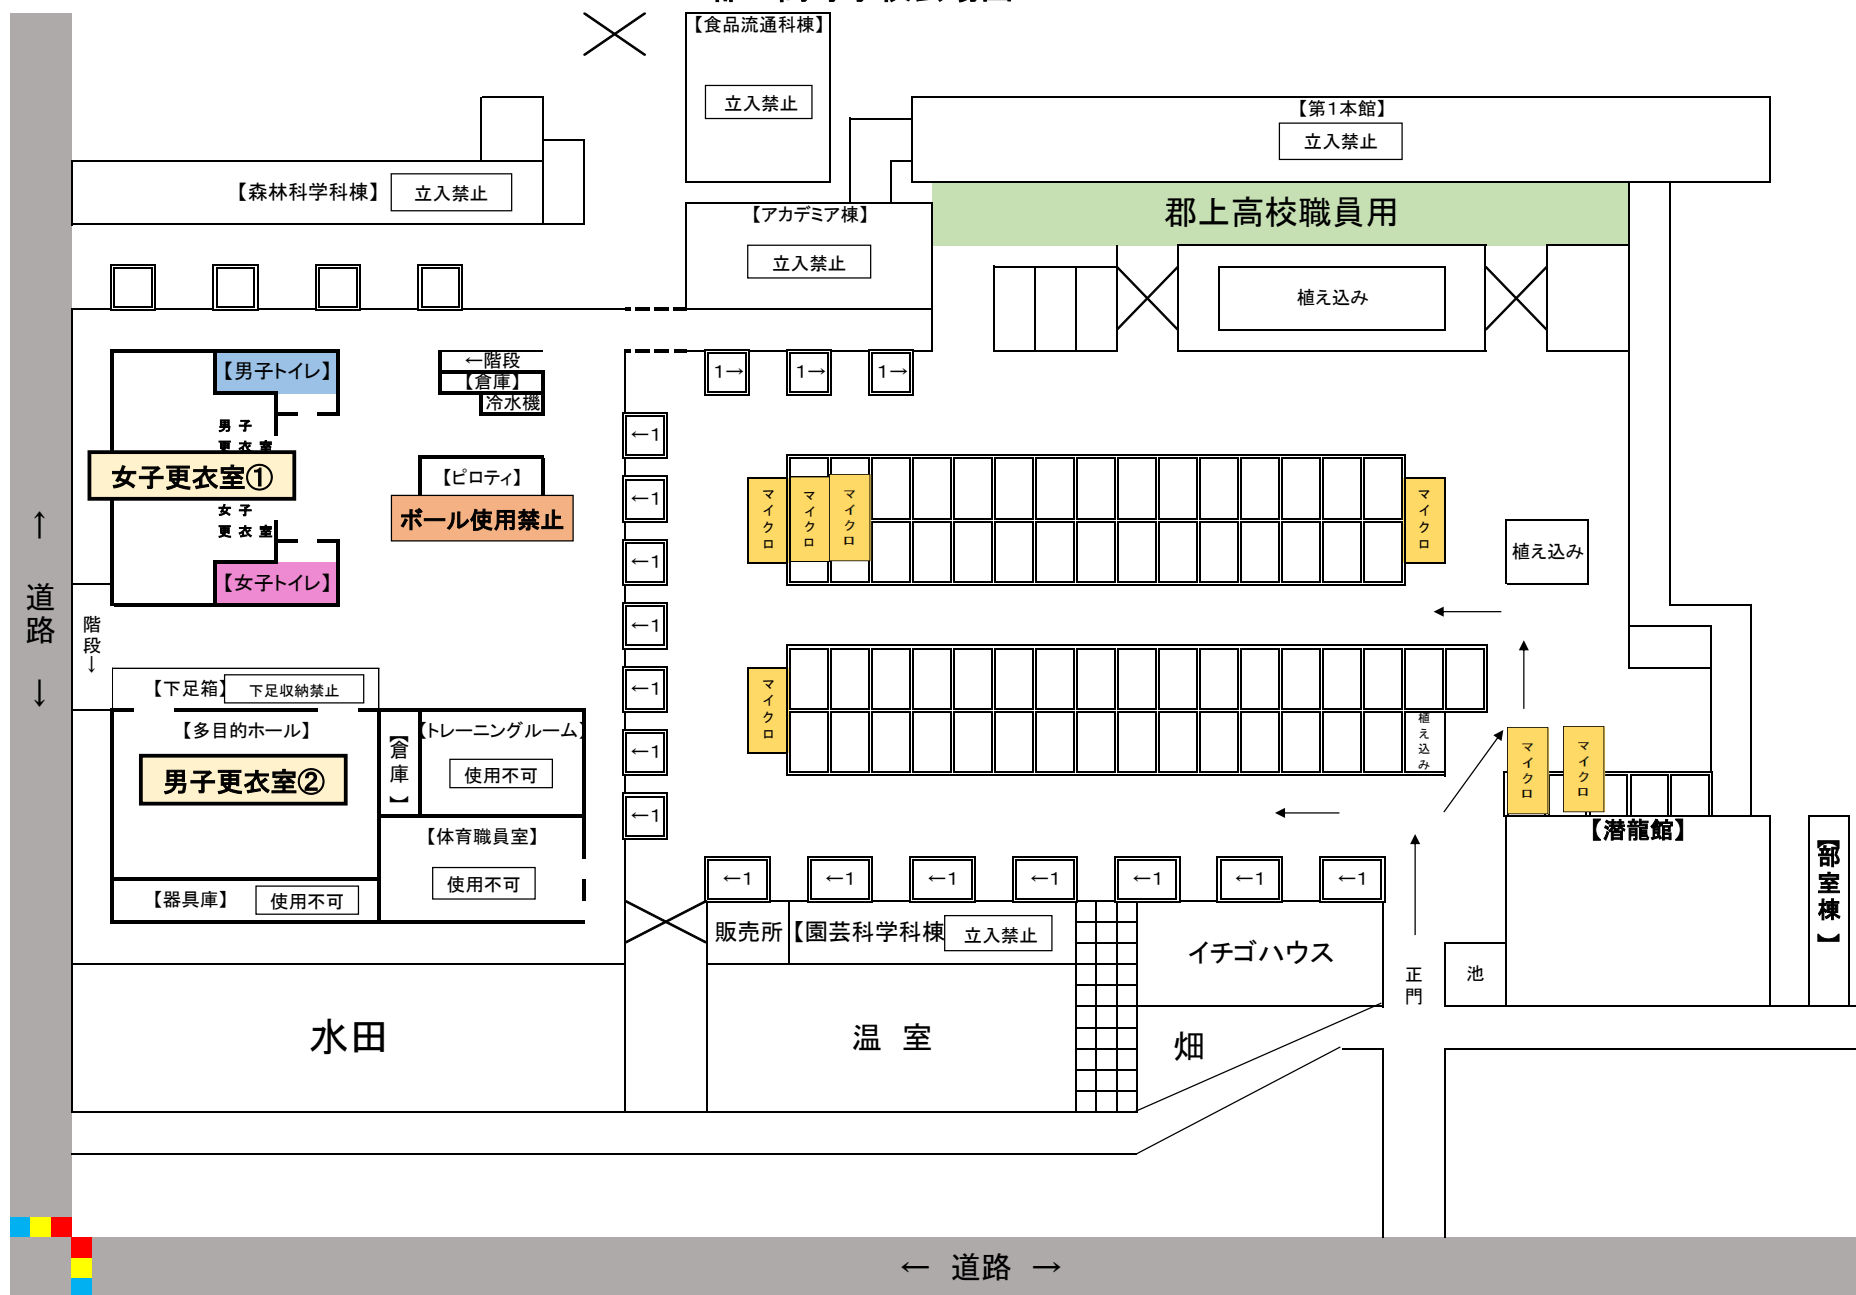 【食品流通科棟】
立入禁止
【第1本館】
立入禁止
【森林科学科棟】
立入禁止
【アカデミア棟】
立入禁止
郡上高校職員用
植え込み
【男子トイレ】
男子
更衣室
女子更衣室①
女子
更衣室
【女子トイレ】
←階段
【倉庫】
冷水機
【ピロティ】
ボール使用禁止
1→
1→
1→
←1
←1
←1
←1
←1
←1
←1
マイクロ
マイクロ
マイクロ
マイクロ
植え込み
マイクロ
植え込み
マイクロ
マイクロ
↑
道路
↓
階段↓
【下足箱】
下足収納禁止
【多目的ホール】
男子更衣室②
【倉庫】
【トレーニングルーム】
使用不可
【体育職員室】
使用不可
【器具庫】
使用不可
←1
←1
←1
←1
←1
←1
←1
販売所
【園芸科学科棟
立入禁止
イチゴハウス
正門
池
【潜龍館】
【部室棟】
水田
温室
畑
← 道路 →